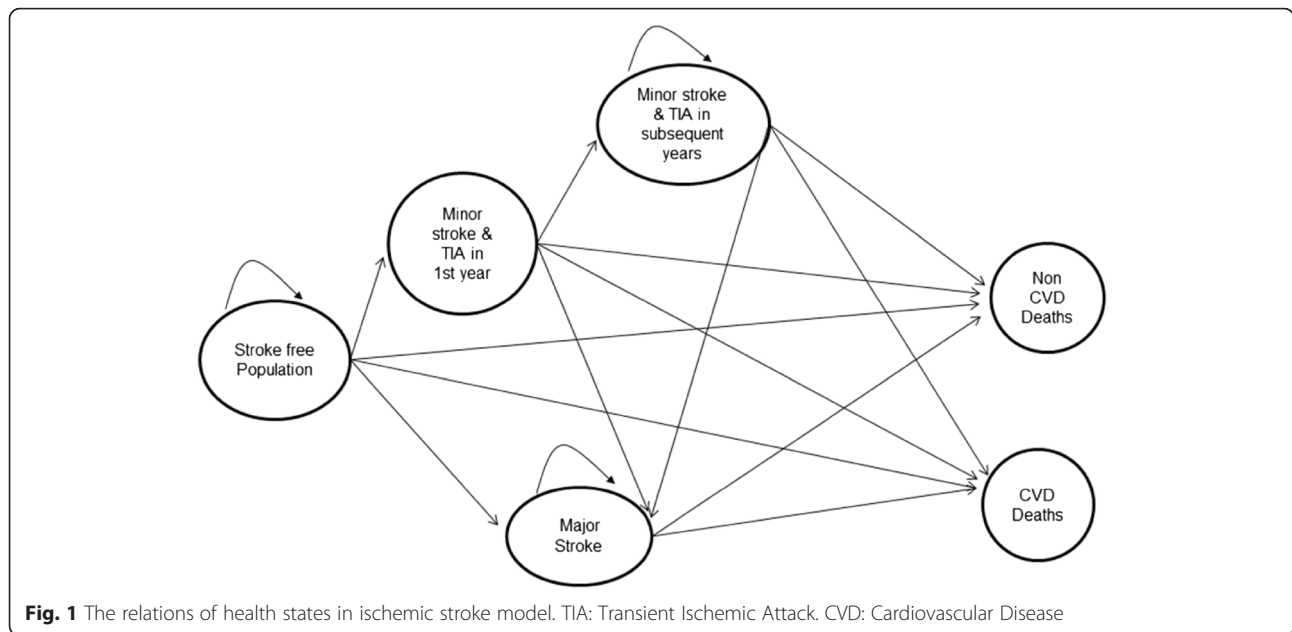 Minor stroke
& TIA in
subsequent
years
Minor
stroke &
TIA in
1st year
Non
CVD
Deaths
Stroke free
Population
CVD
Deaths
Major
Stroke
Fig. 1 The relations of health states in ischemic stroke model. TIA: Transient Ischemic Attack. CVD: Cardiovascular Disease